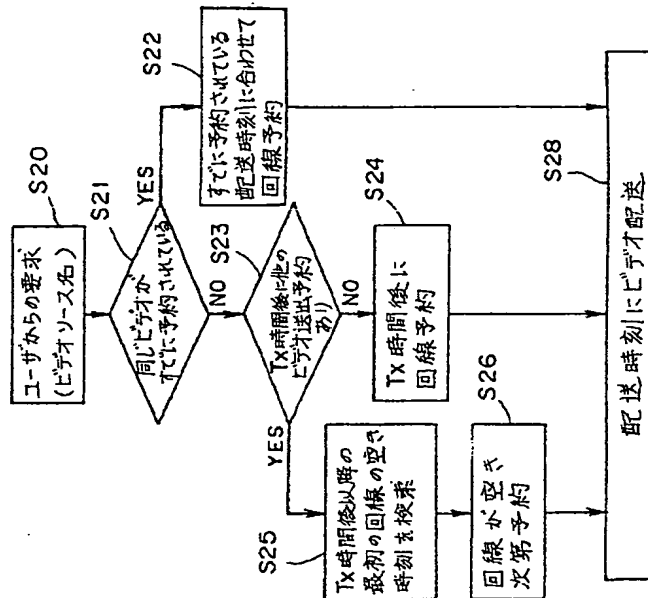 S20
ユーザからの要求
(ビデオソース名)
S21
同じビデオが
すでに予約されている
YES
NO
S22
すでに予約されている
配送時刻に合わせて
回線予約
S23
Tx時間後に他の
ビデオ送出予約
あり
YES
NO
S24
Tx時間後に
回線予約
S25
Tx時間後以降の
最初の回線の空き
時刻を検索
S26
回線が空き
次第予約
S28
配送時刻にビデオ配送